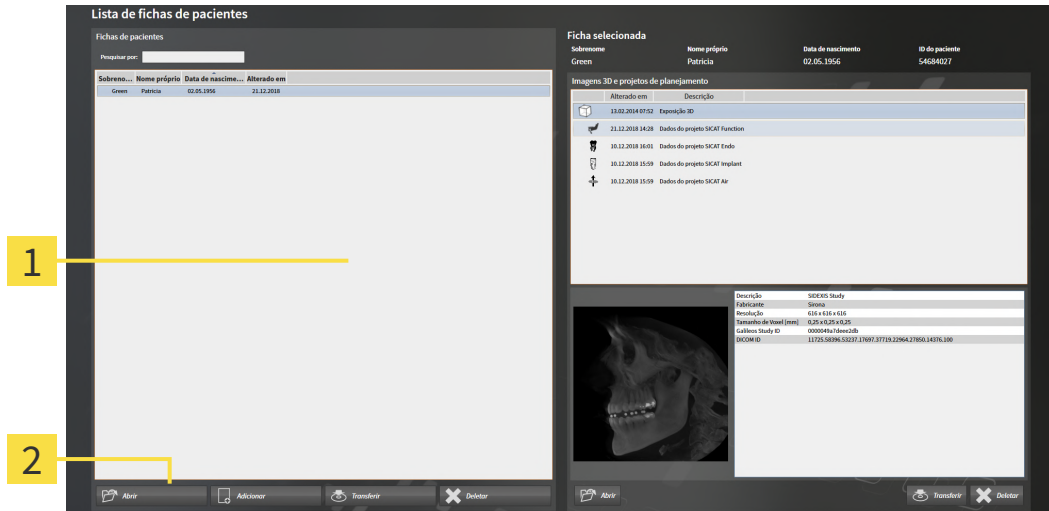 Lista de fichas de pacientes
Fichas de pacientes
Pesquisar por:
Sobreno... Nome próprio Data de nascime... Alterado em
Green Patricia 02.05.1956 21.12.2018
1
2
Abrir Adicionar Transferir Deletar
Ficha selecionada
Sobrenome Nome próprio Data de nascimento ID do paciente
Green Patricia 02.05.1956 54684027
Imagens 3D e projetos de planejamento
Alterado em Descrição
13.02.2014 07:52 Exposição 3D
21.12.2018 14:28 Dados do projeto SICAT Function
10.12.2018 16:01 Dados do projeto SICAT Endo
10.12.2018 15:59 Dados do projeto SICAT Implant
10.12.2018 15:59 Dados do projeto SICAT Air
Descrição SIDEXIS Study
Fabricante Sirona
Resolução 616 x 616 x 616
Tamanho de Voxel [mm] 0,25 x 0,25 x 0,25
Galileos Study ID 0000049a7deee2db
DICOM ID 11725.58396.53237.17697.37719.22964.27850.14376.100
Abrir Transferir Deletar